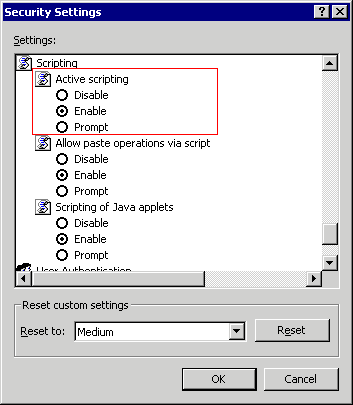 Security Settings
Settings:
Scripting
Active scripting
Disable
Enable
Prompt
Allow paste operations via script
Disable
Enable
Prompt
Scripting of Java applets
Disable
Enable
Prompt
User Authentication
Reset custom settings
Reset to: Medium Reset
OK Cancel